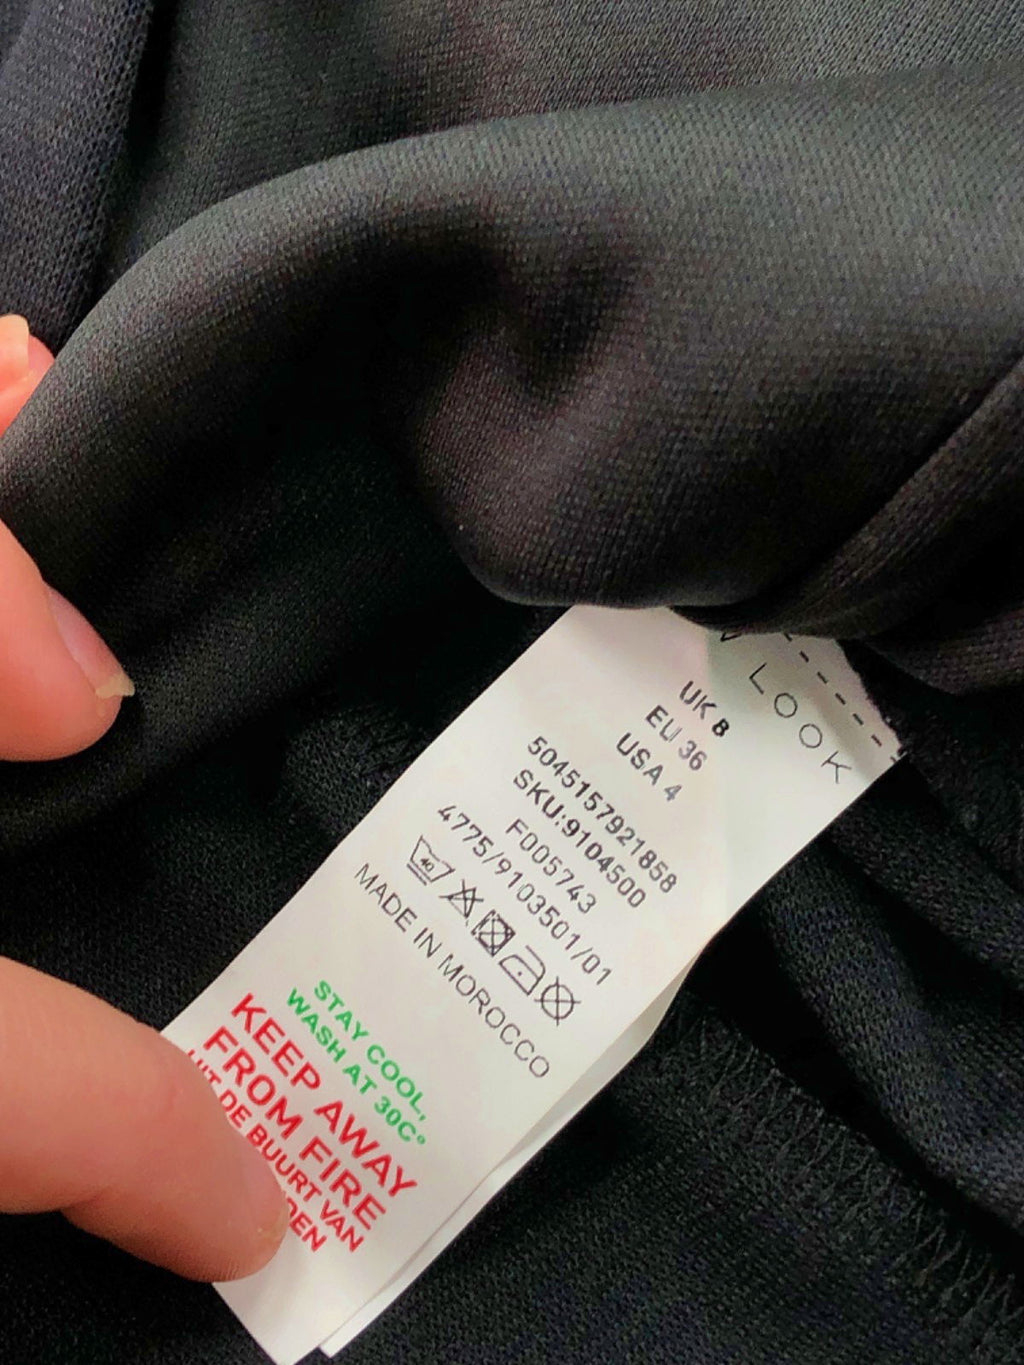 LOOK
UK 8
EU 36
USA 4
5045157921858
SKU:9104500
F005743
4775/9103501/01
40
MADE IN MOROCCO
STAY COOL,
WASH AT 30C°
KEEP AWAY
FROM FIRE
UIT DE BUURT VAN